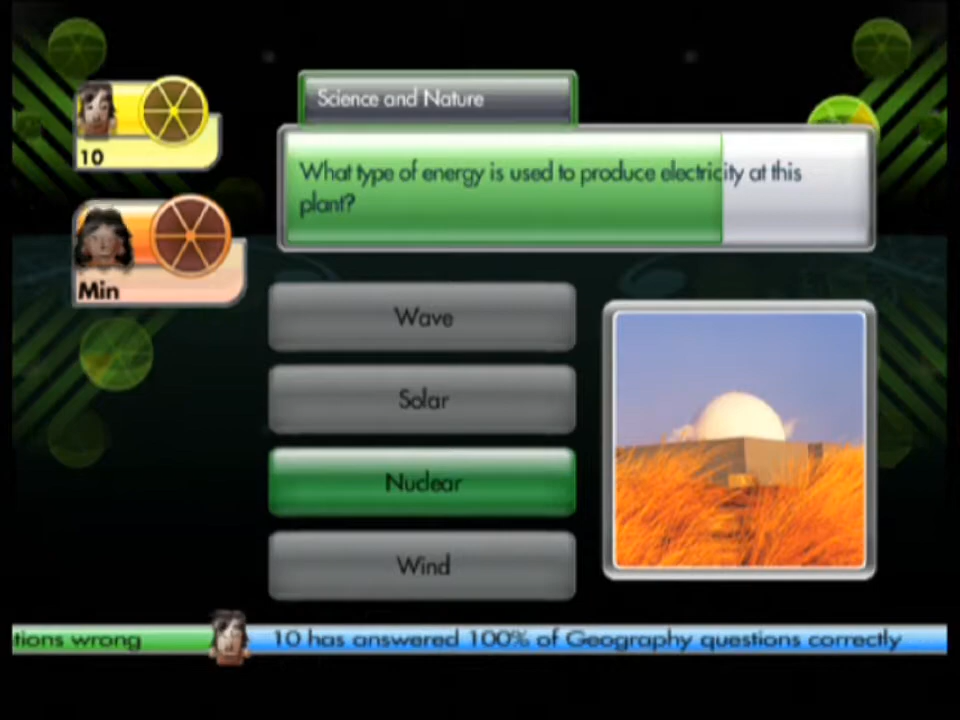 Science and Nature
10
What type of energy is used to produce electricity at this
plant?
Min
Wave
Solar
Nuclear
Wind
tions wrong
10 has answered 100% of Geography questions correctly